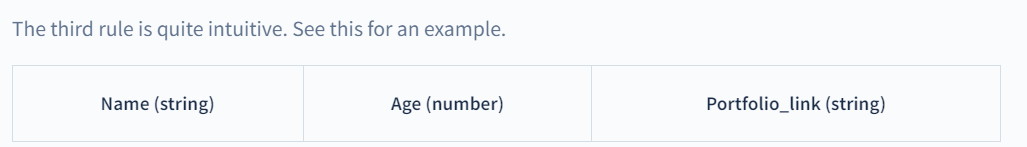 The third rule is quite intuitive. See this for an example.
Name (string) Age (number) Portfolio_link (string)